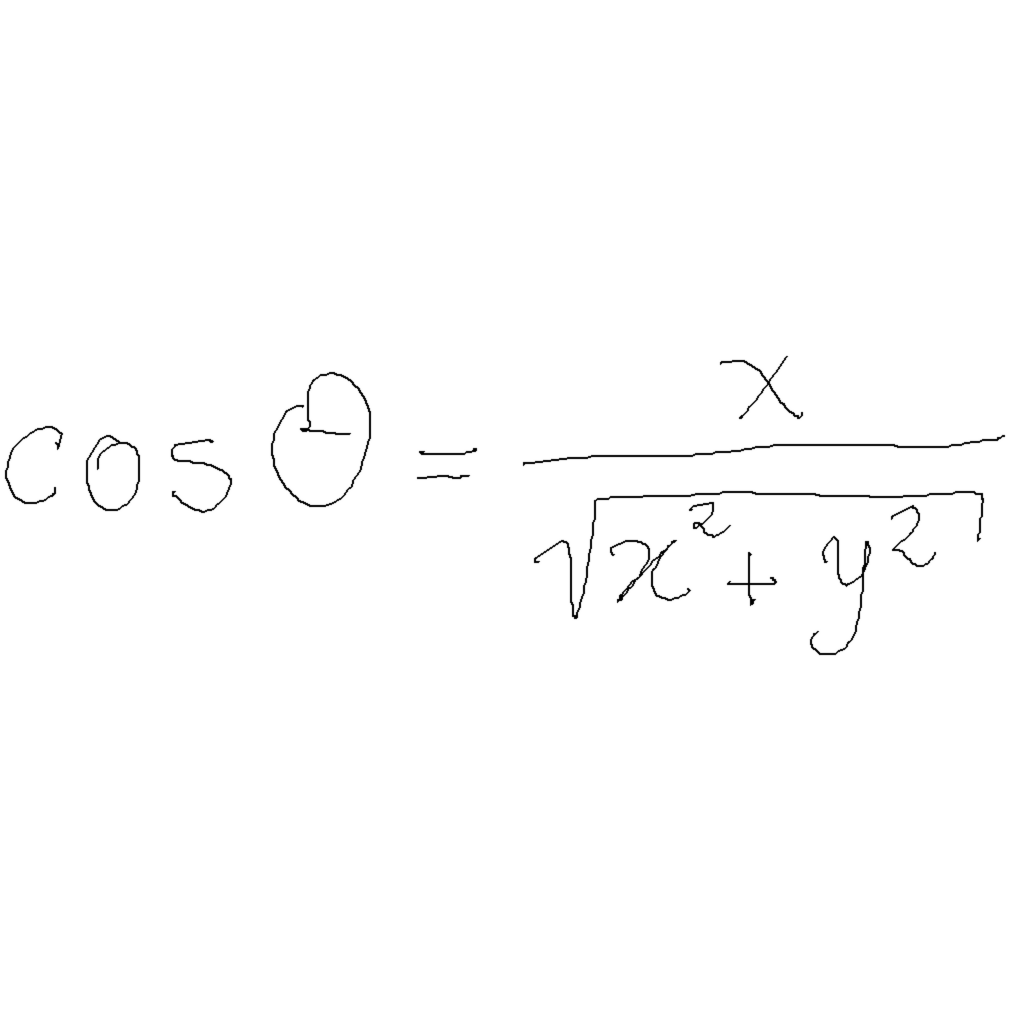 cos θ = x / √(x² + y²)